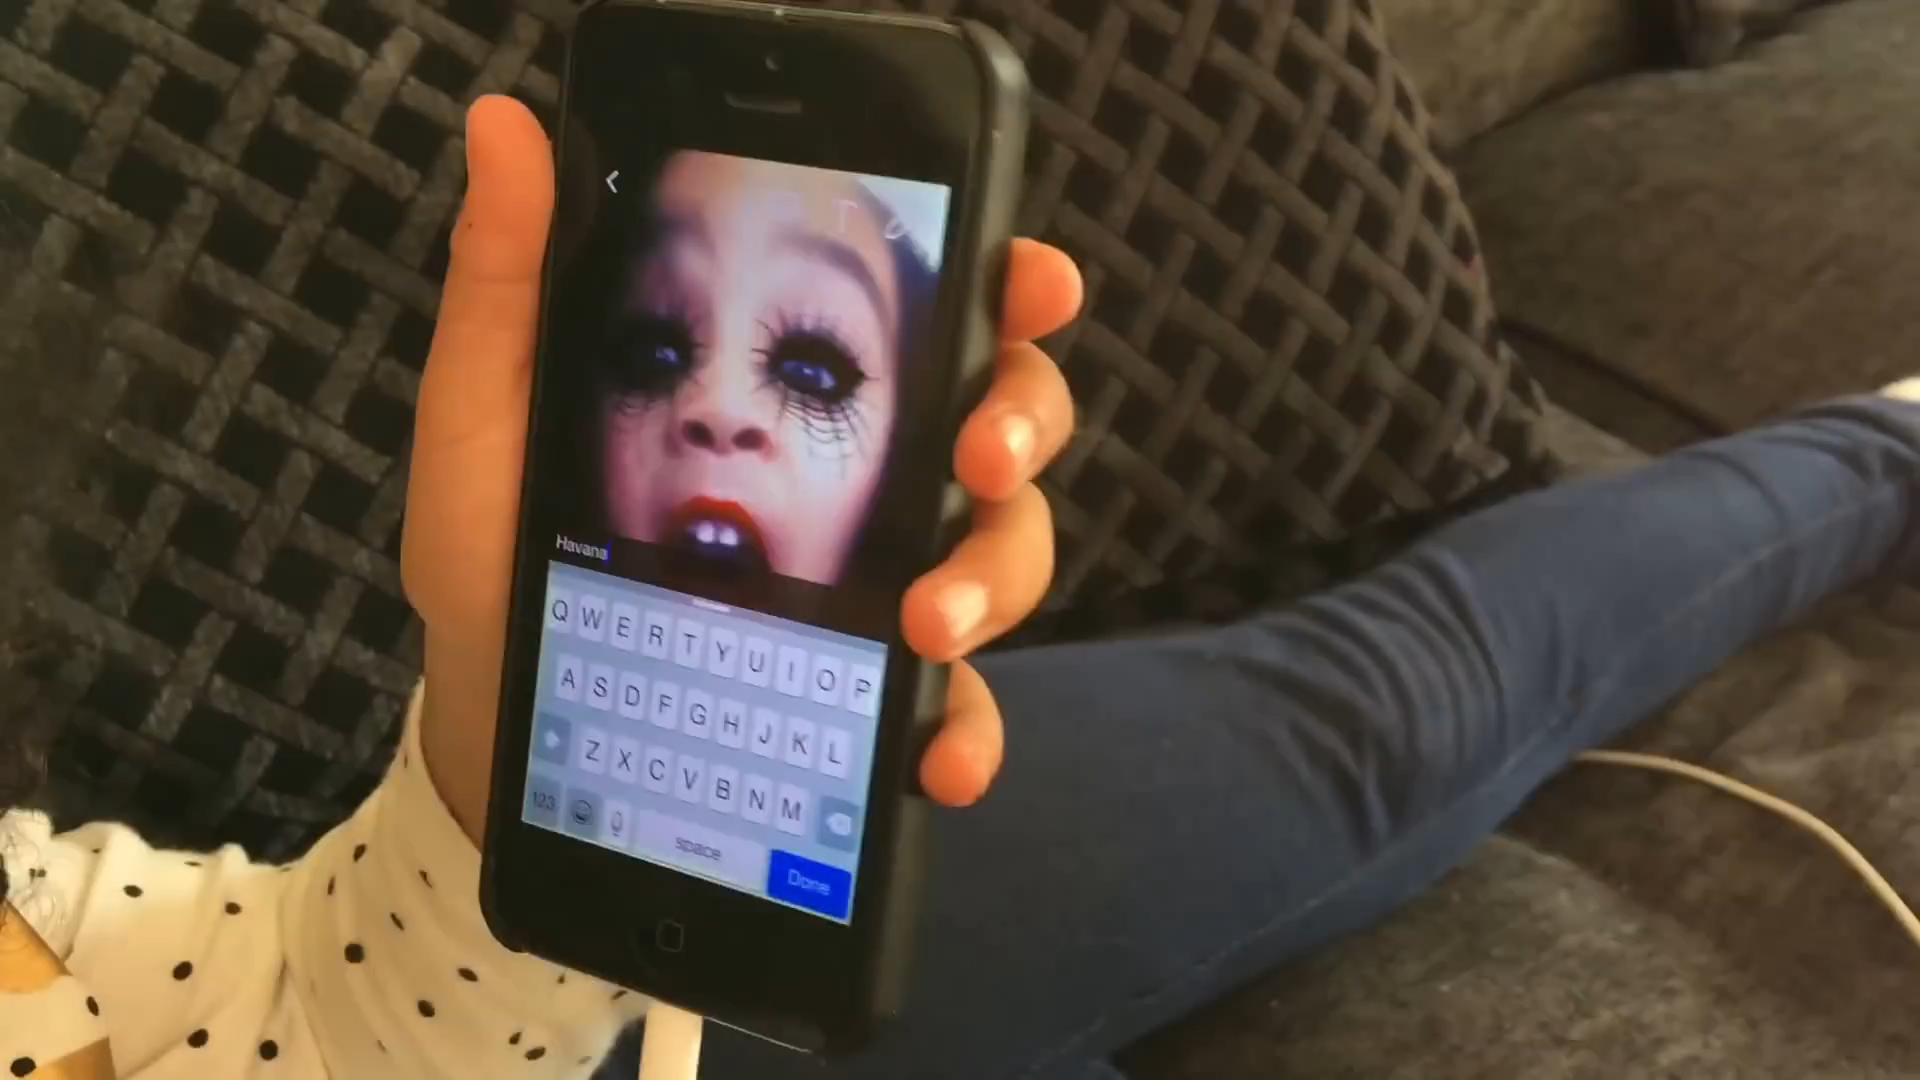 T
Havana
Q W E R T Y U I O P
A S D F G H J K L
Z X C V B N M
123 space Done